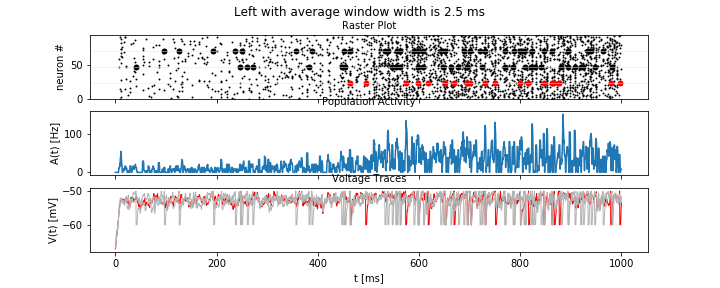 Left with average window width is 2.5 ms
Raster Plot
neuron #
50
0
Population Activity
A(t) [Hz]
100
0
Voltage Traces
V(t) [mV]
−50
−60
0 200 400 600 800 1000
t [ms]